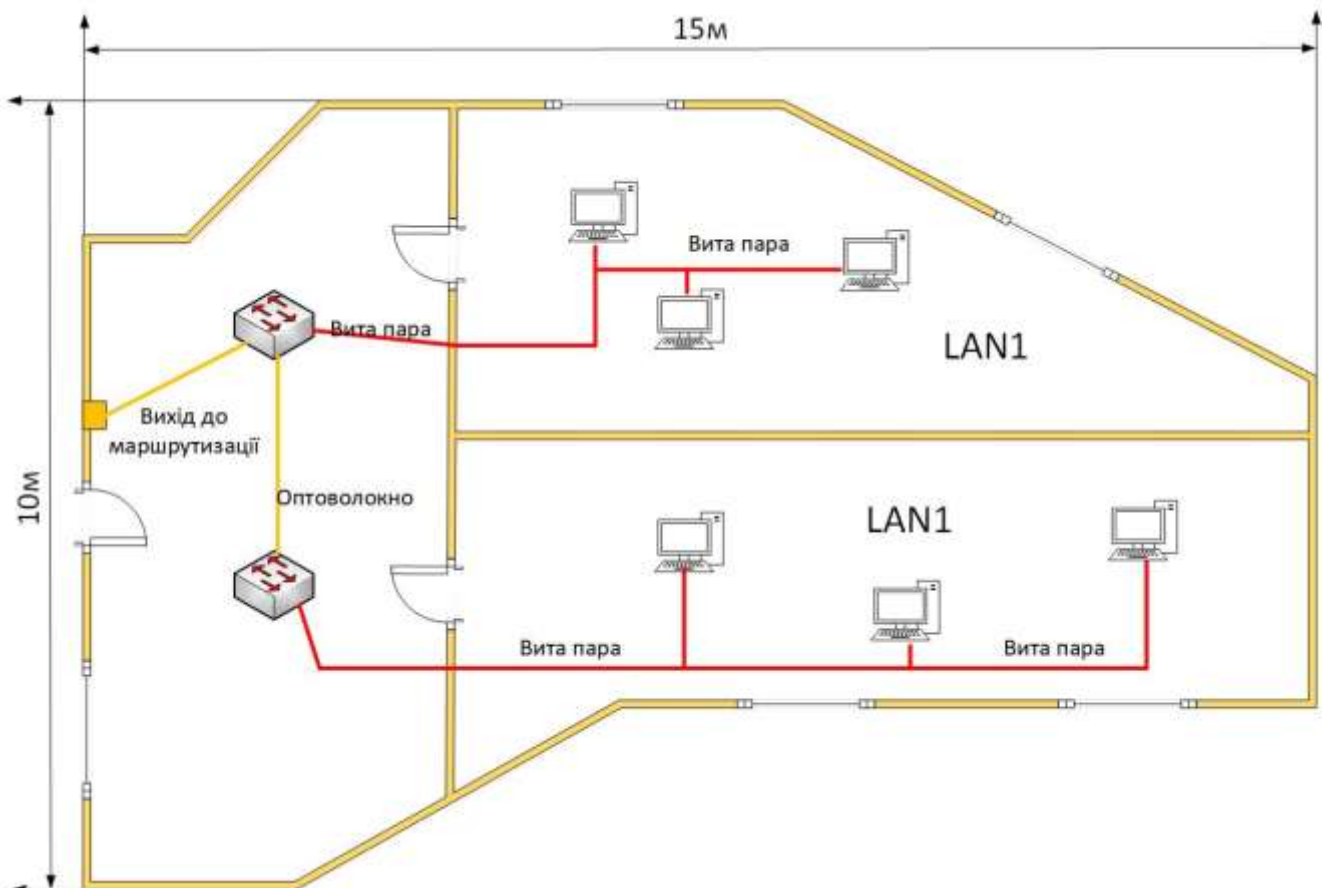 15м
Вита пара
Вита пара
LAN1
Вихід до
маршрутизації
10м
Оптоволокно
LAN1
Вита пара
Вита пара